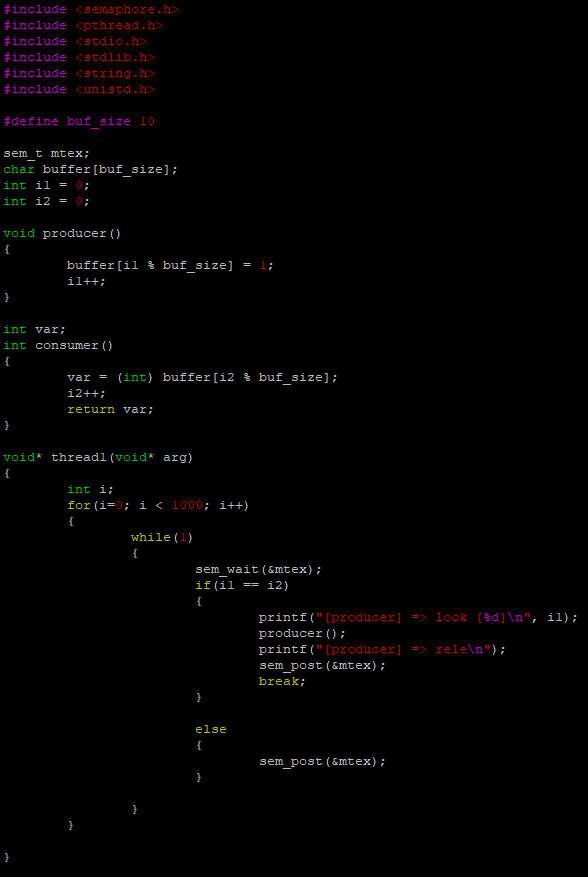 #include <semaphore.h>
#include <pthread.h>
#include <stdio.h>
#include <stdlib.h>
#include <string.h>
#include <unistd.h>

#define buf_size 10

sem_t mtex;
char buffer[buf_size];
int i1 = 0;
int i2 = 0;

void producer()
{
        buffer[i1 % buf_size] = 1;
        i1++;
}

int var;
int consumer()
{
        var = (int) buffer[i2 % buf_size];
        i2++;
        return var;
}

void* thread1(void* arg)
{
        int i;
        for(i=0; i < 1000; i++)
        {
                while(1)
                {
                        sem_wait(&mtex);
                        if(i1 == i2)
                        {
                                printf("[producer] => lock [%d]\n", i1);
                                producer();
                                printf("[producer] => rele\n");
                                sem_post(&mtex);
                                break;
                        }

                        else
                        {
                                sem_post(&mtex);
                        }

                }
        }

}